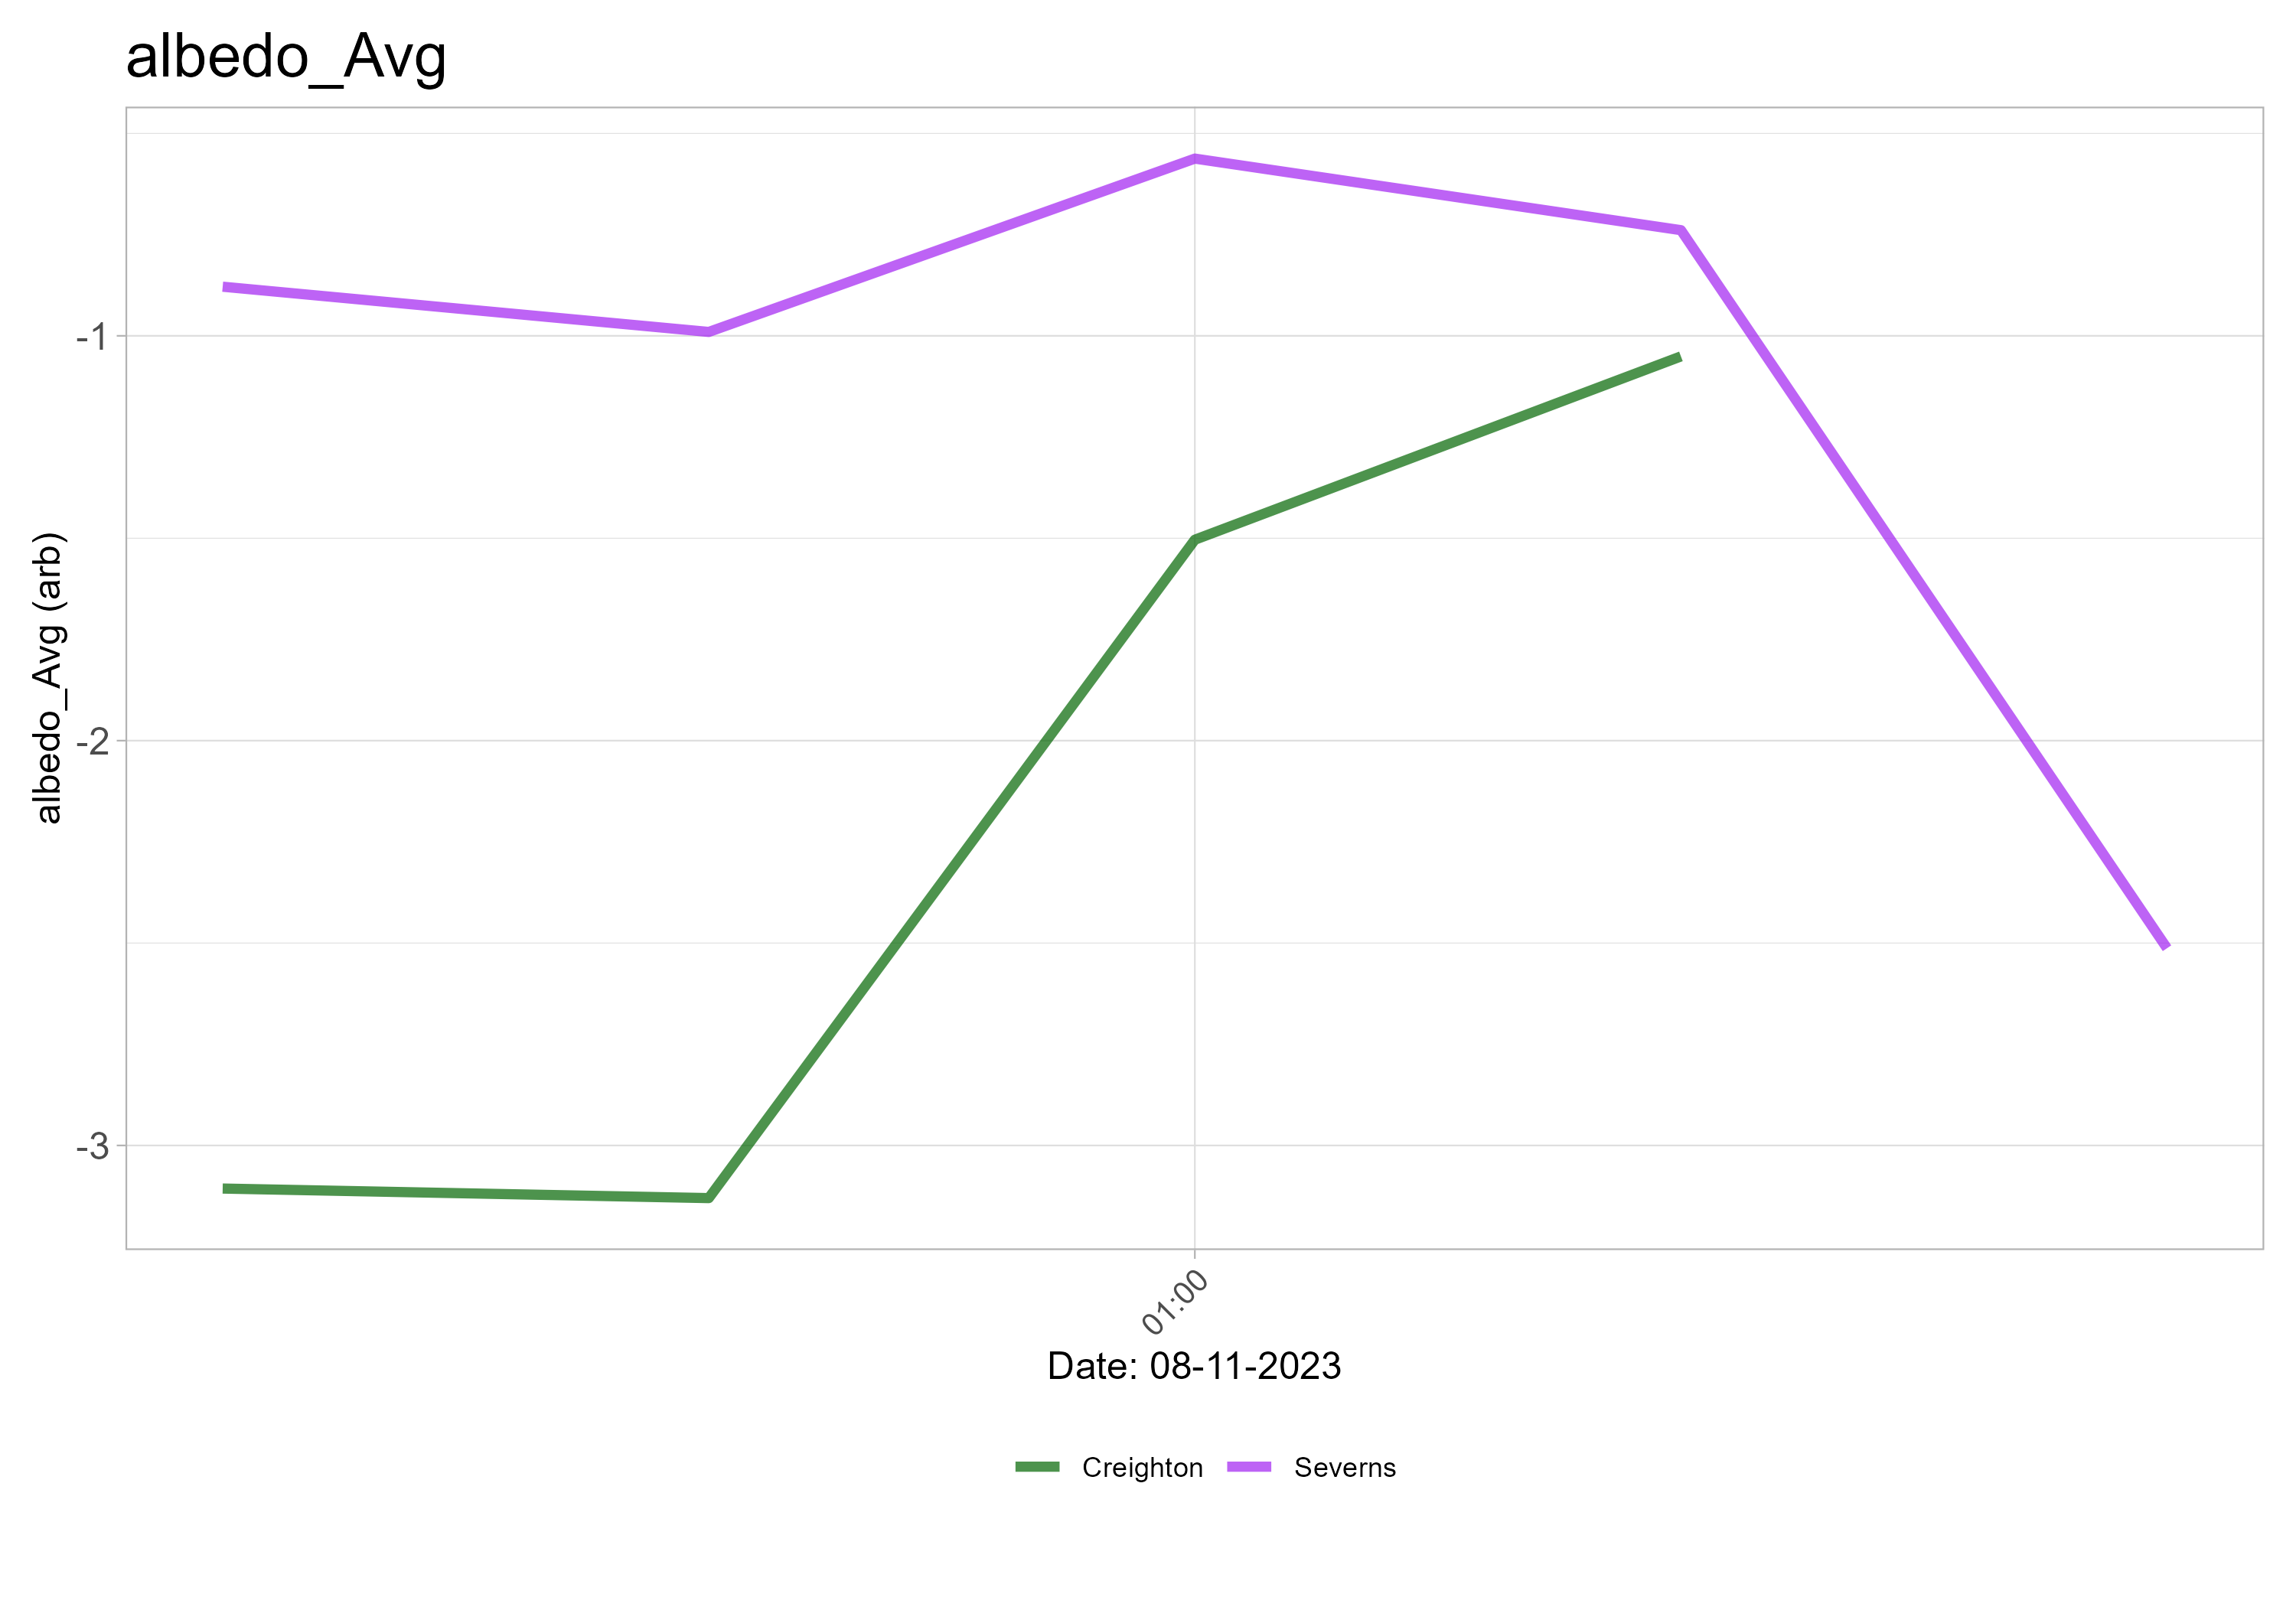 albedo_Avg
albedo_Avg (arb)
-1
-2
-3
01:00
Date: 08-11-2023
Creighton Severns